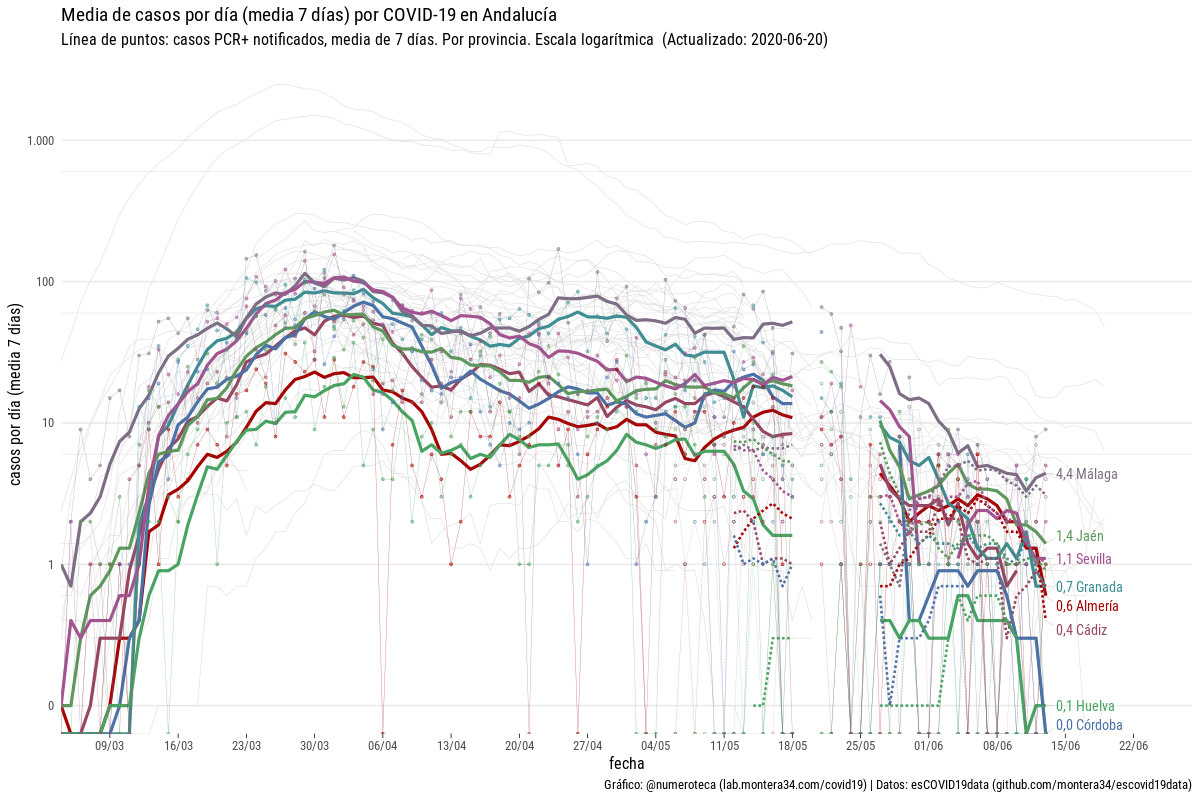 Media de casos por día (media 7 días) por COVID-19 en Andalucía
Línea de puntos: casos PCR+ notificados, media de 7 días. Por provincia. Escala logarítmica (Actualizado: 2020-06-20)
casos por día (media 7 días)
1.000
100
10
1
0
4,4 Málaga
1,4 Jaén
1,1 Sevilla
0,7 Granada
0,6 Almería
0,4 Cádiz
0,1 Huelva
0,0 Córdoba
09/03 16/03 23/03 30/03 06/04 13/04 20/04 27/04 04/05 11/05 18/05 25/05 01/06 08/06 15/06 22/06
fecha
Gráfico: @numeroteca (lab.montera34.com/covid19) | Datos: esCOVID19data (github.com/montera34/escovid19data)